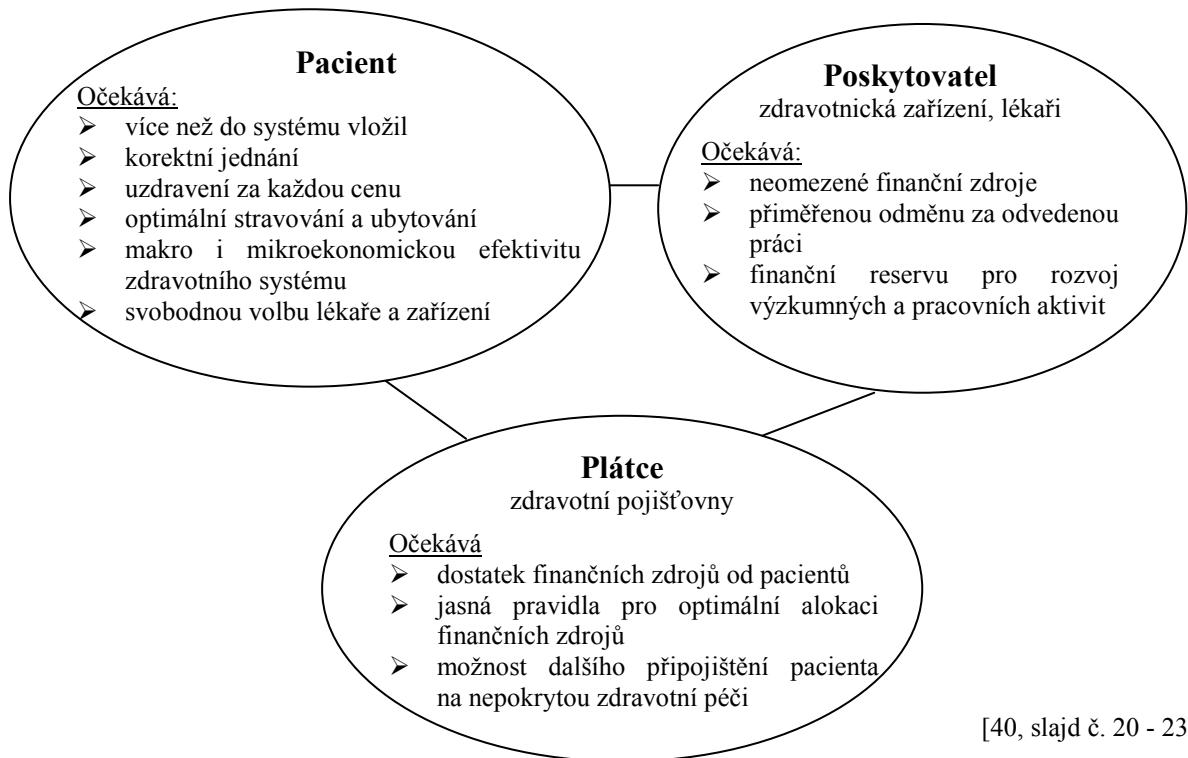 Pacient
Očekává:
➢ více než do systému vložil
➢ korektní jednání
➢ uzdravení za každou cenu
➢ optimální stravování a ubytování
➢ makro i mikroekonomickou efektivitu
zdravotního systému
➢ svobodnou volbu lékaře a zařízení
Poskytovatel
zdravotnická zařízení, lékaři
Očekává:
➢ neomezené finanční zdroje
➢ přiměřenou odměnu za odvedenou
práci
➢ finanční reservu pro rozvoj
výzkumných a pracovních aktivit
Plátce
zdravotní pojišťovny
Očekává
➢ dostatek finančních zdrojů od pacientů
➢ jasná pravidla pro optimální alokaci
finančních zdrojů
➢ možnost dalšího připojištění pacienta
na nepokrytou zdravotní péči
[40, slajd č. 20 - 23